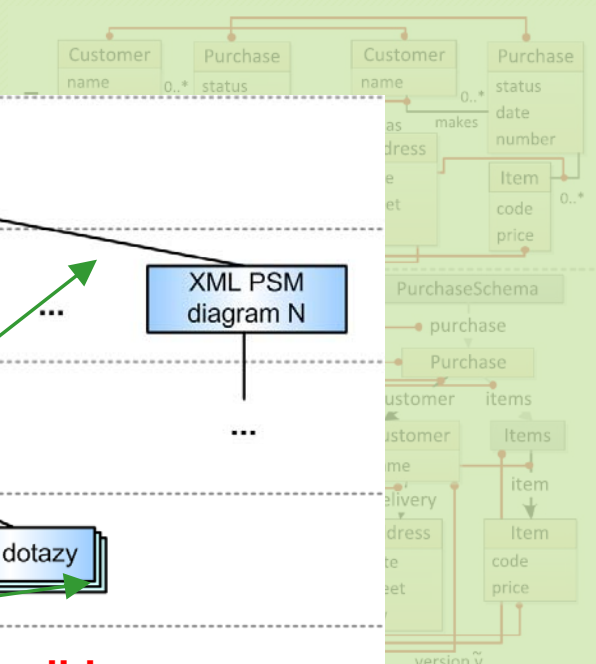 Customer
Purchase
Customer
Purchase
name
0..*
status
name
0..*
status
makes
date
number
Item
0..*
code
price
XML PSM
diagram N
...
...
PurchaseSchema
purchase
Purchase
items
Items
item
Item
code
price
dotazy
version